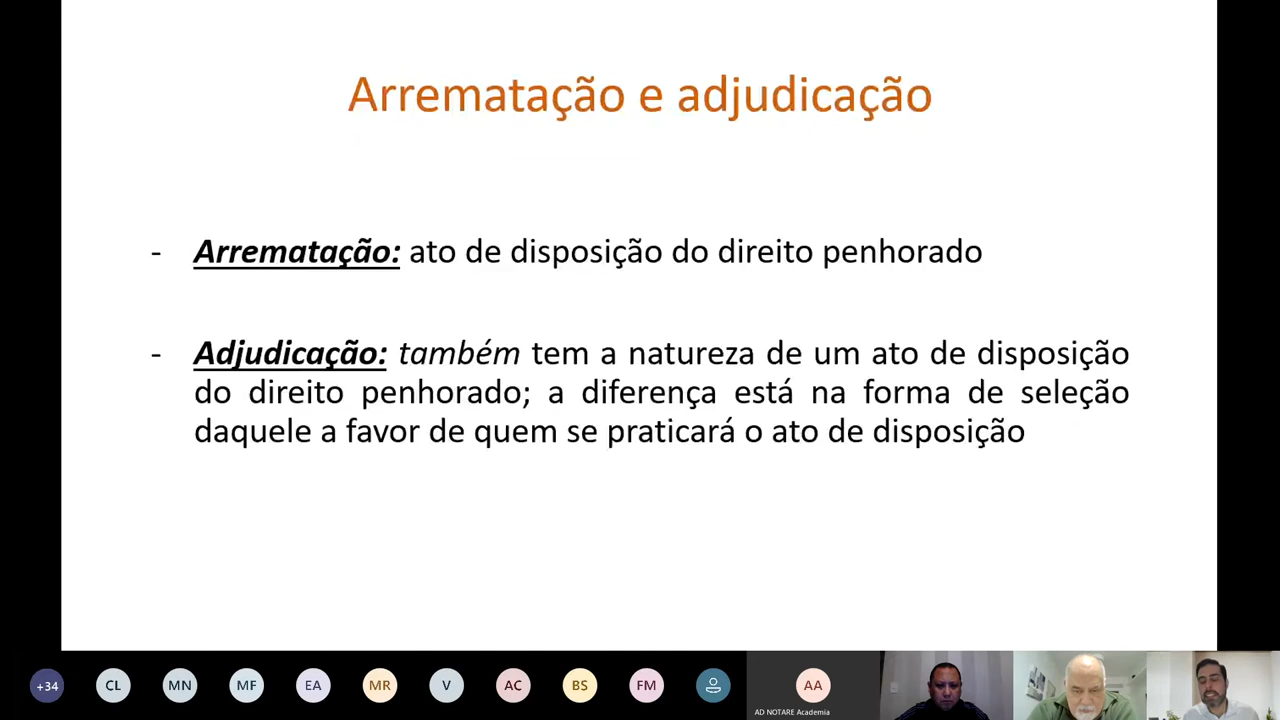 Arrematação e adjudicação
- Arrematação: ato de disposição do direito penhorado
- Adjudicação: também tem a natureza de um ato de disposição
do direito penhorado; a diferença está na forma de seleção
daquele a favor de quem se praticará o ato de disposição
+34 CL MN MF EA MR V AC BS FM AA
AD NOTARE Academia